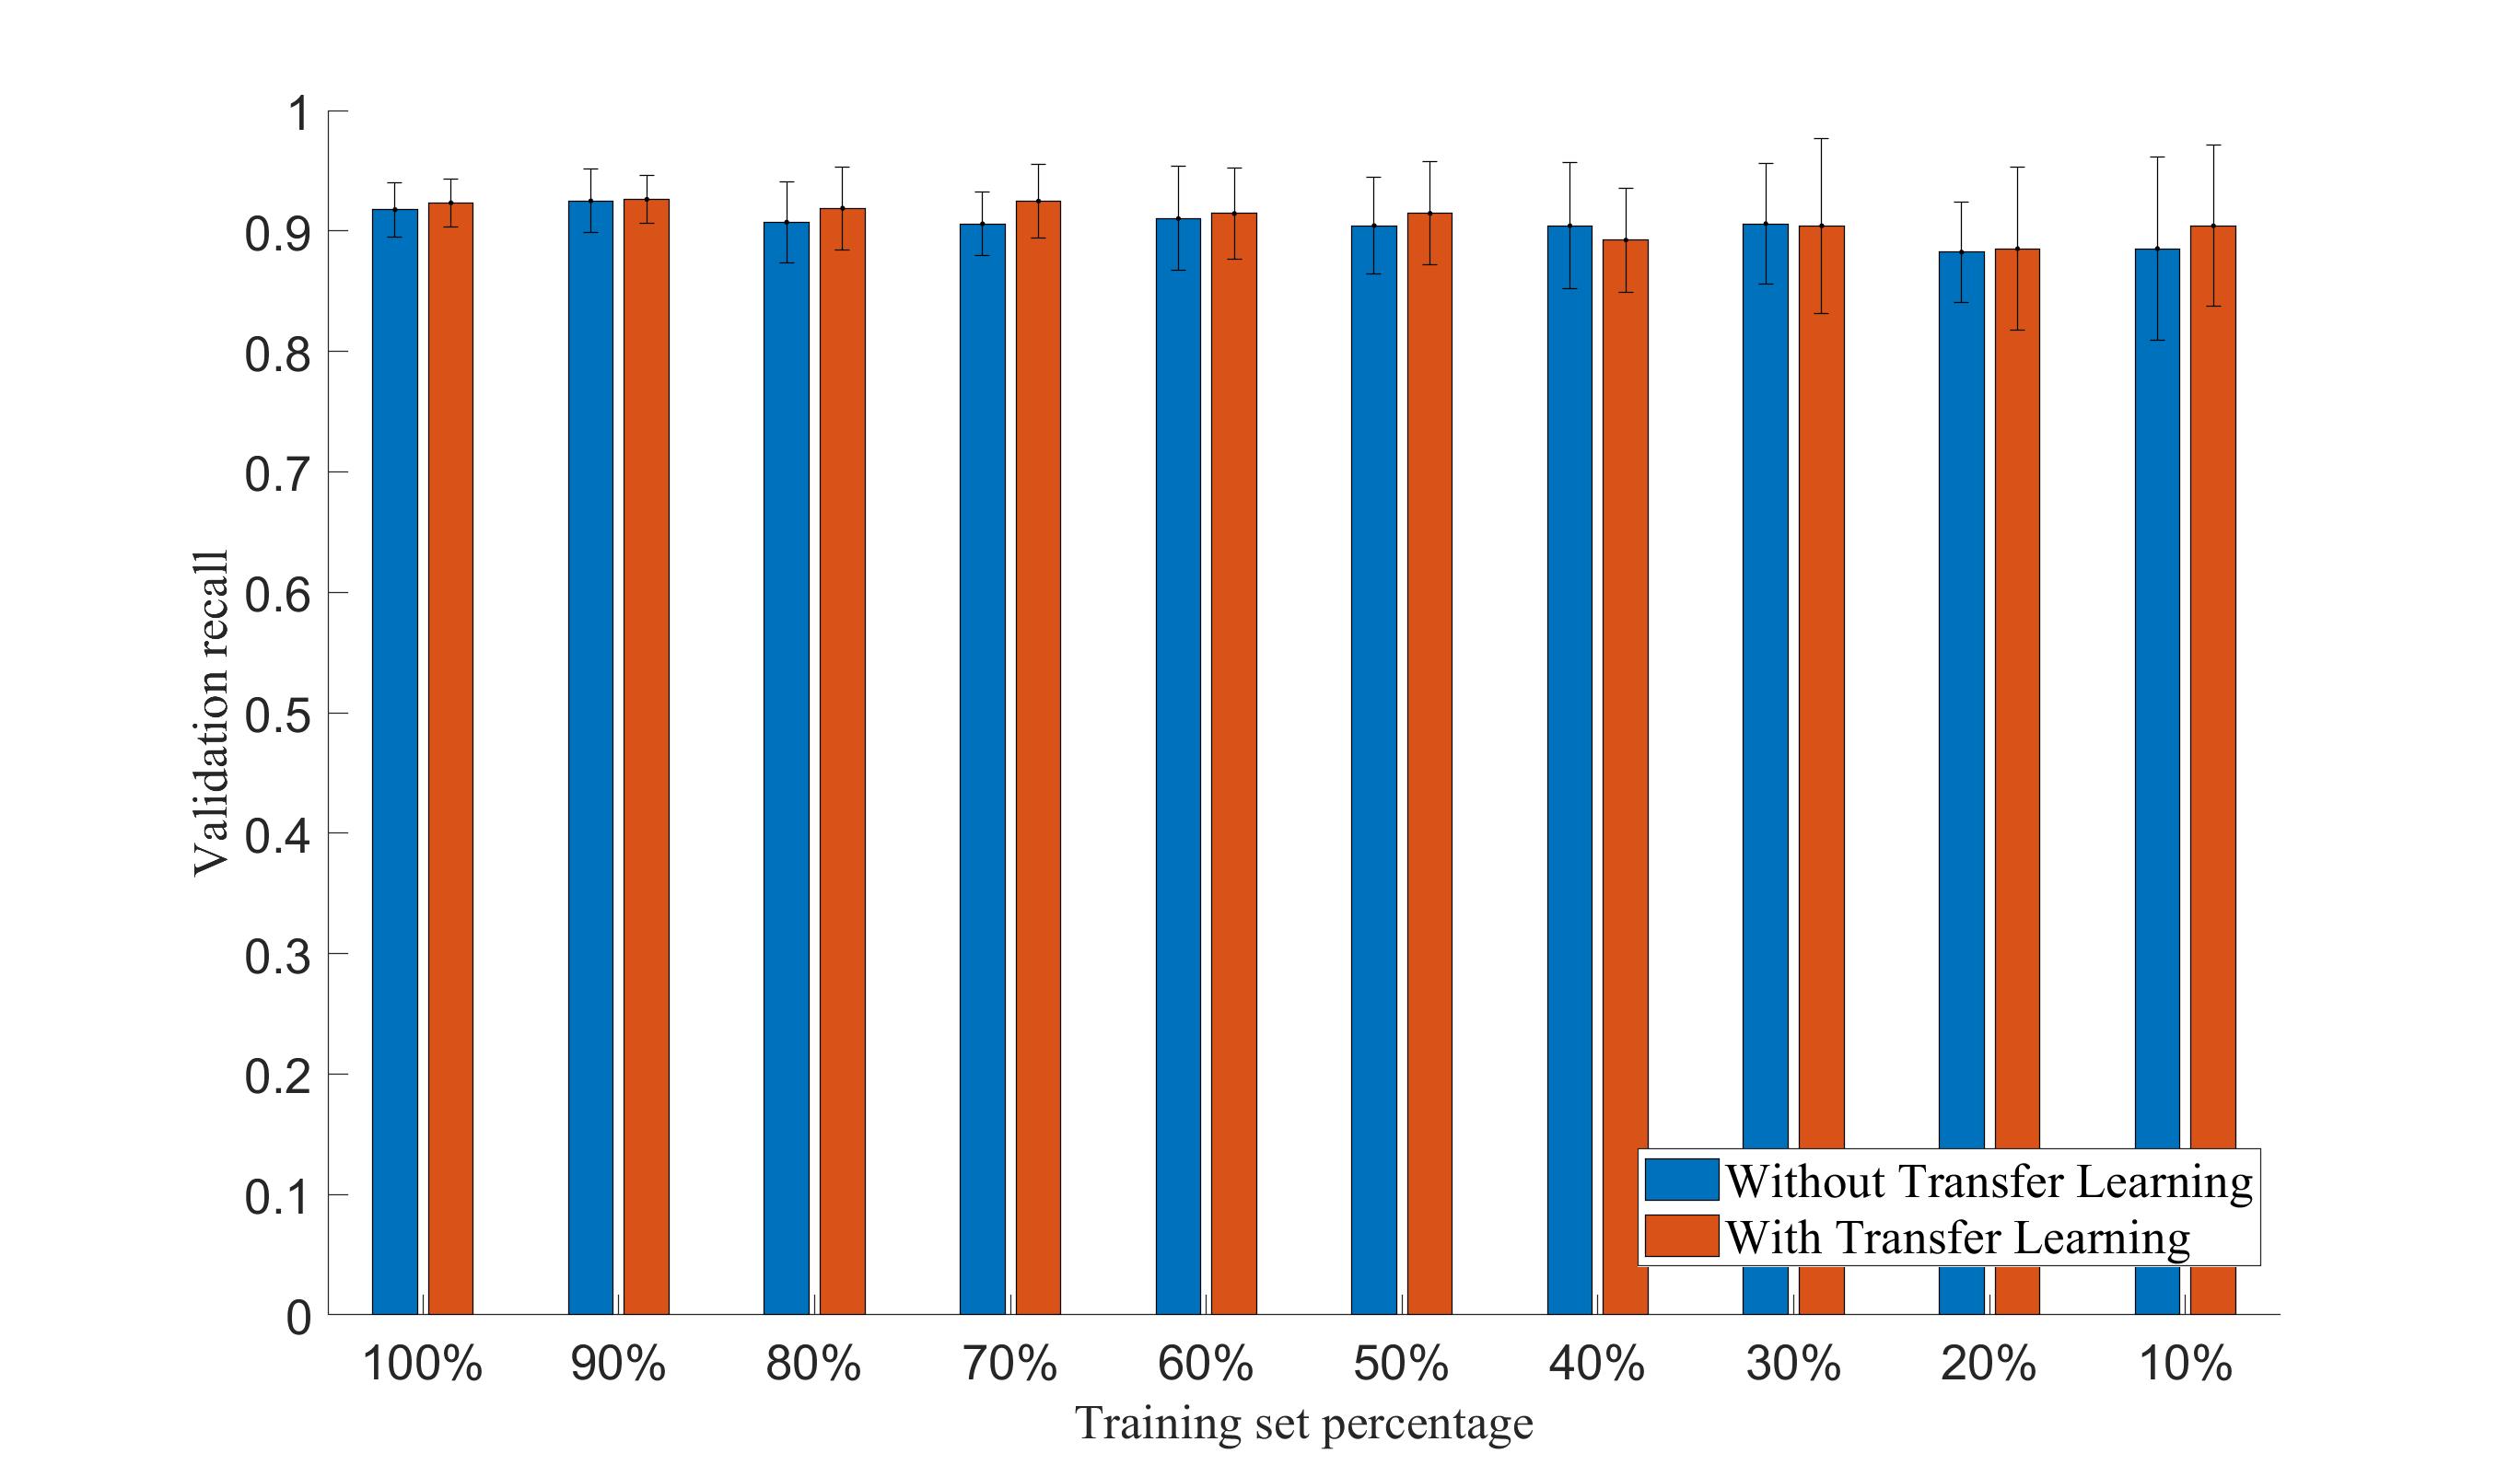 1
0.9
0.8
0.7
0.6
0.5
0.4
0.3
0.2
0.1
0
Validation recall
Without Transfer Learning
With Transfer Learning
100% 90% 80% 70% 60% 50% 40% 30% 20% 10%
Training set percentage